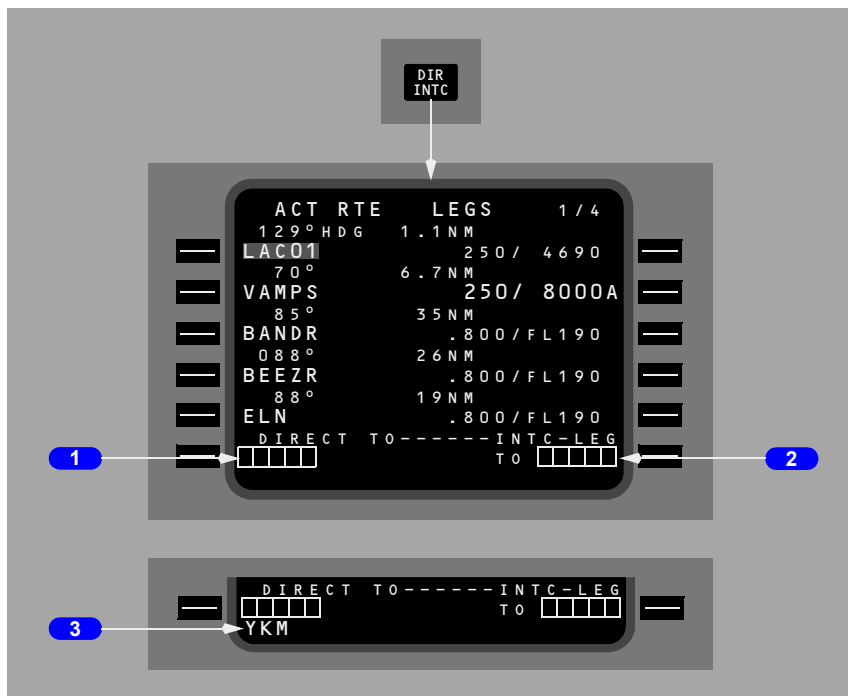 DIR
INTC
ACT RTE LEGS 1/4
129°HDG 1.1NM
LACO1 250/ 4690
70° 6.7NM
VAMPS 250/ 8000A
85° 35NM
BANDR .800/FL190
088° 26NM
BEEZR .800/FL190
88° 19NM
ELN .800/FL190
DIRECT TO------INTC-LEG
1 TO 2
DIRECT TO------INTC-LEG
TO
3 YKM